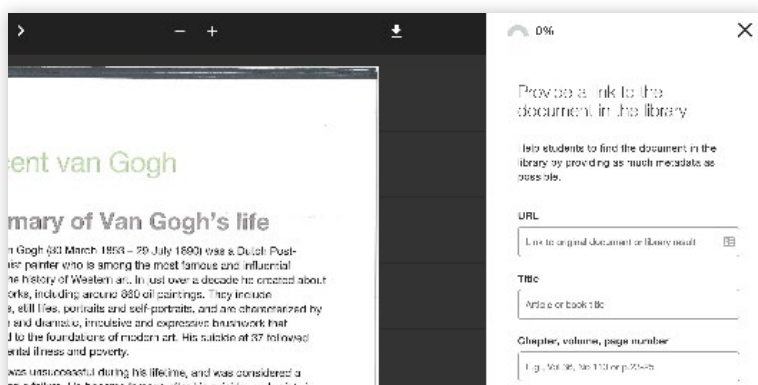 0%
Provide a link to the
document in the library
Help students to find the document in the
library by providing as much metadata as
possible.
URL
Link to original document or library result
Title
Article or book title
Chapter, volume, page number
E.g., Vol 36, No 110 or p.23-25
cent van Gogh
mary of Van Gogh's life
n Gogh (30 March 1853 – 29 July 1890) was a Dutch Post-
nist painter who is among the most famous and influential
he history of Western art. In just over a decade he created about
orks, including around 860 oil paintings. They include
s, still lifes, portraits and self-portraits, and are characterized by
s and dramatic, impulsive and expressive brushwork that
d to the foundations of modern art. His suicide at 37 followed
ental illness and poverty.
was unsuccessful during his lifetime, and was considered a